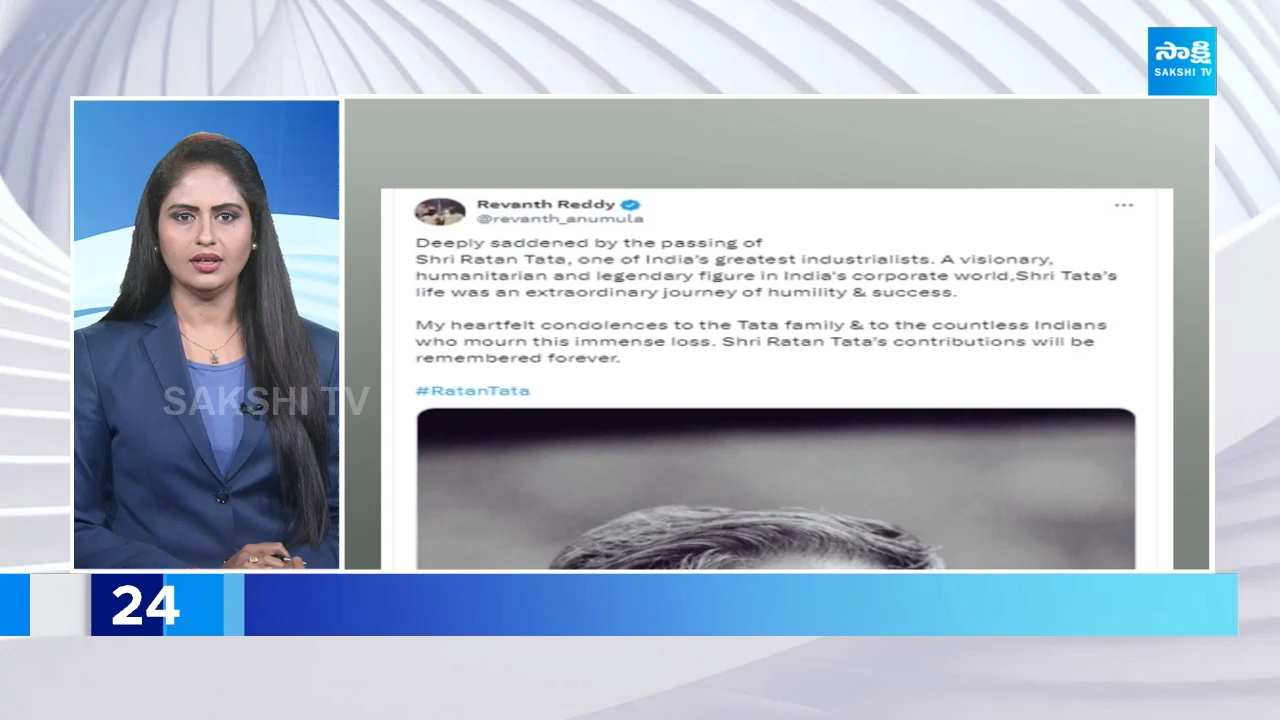 సాక్షి
SAKSHI TV
Revanth Reddy
@revanth_anumula
Deeply saddened by the passing of
Shri Ratan Tata, one of India's greatest industrialists. A visionary,
humanitarian and legendary figure in India's corporate world,Shri Tata's
life was an extraordinary journey of humility & success.
My heartfelt condolences to the Tata family & to the countless Indians
who mourn this immense loss. Shri Ratan Tata's contributions will be
remembered forever.
#RatanTata
SAKSHI TV
24